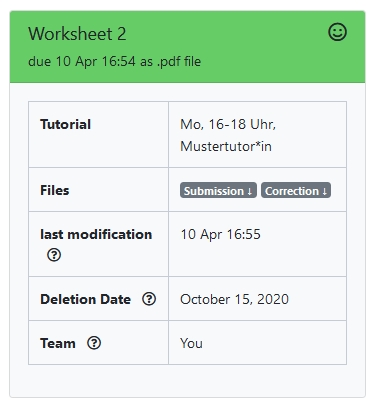 Worksheet 2
due 10 Apr 16:54 as .pdf file
Tutorial
Mo, 16-18 Uhr,
Mustertutor*in
Files
Submission ↓ Correction ↓
last modification
10 Apr 16:55
Deletion Date
October 15, 2020
Team
You